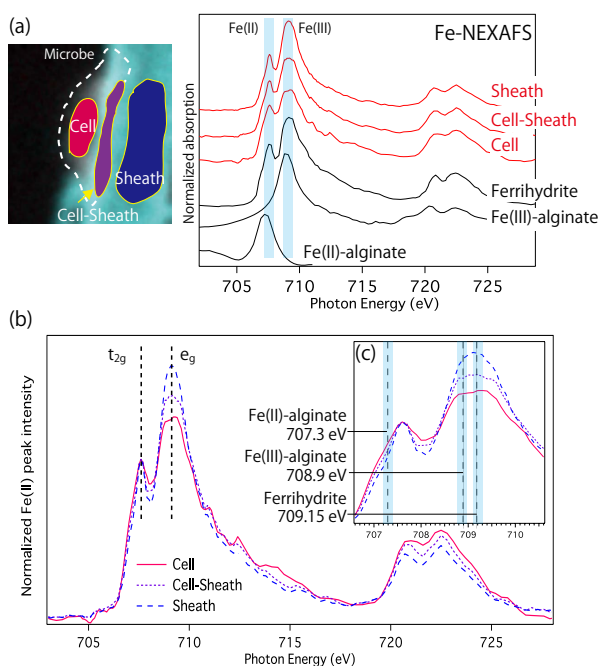 (a)
Microbe
Cell
Sheath
Cell-Sheath
Fe(II)
Fe(III)
Fe-NEXAFS
Normalized absorption
Sheath
Cell-Sheath
Cell
Ferrihydrite
Fe(III)-alginate
Fe(II)-alginate
705 710 715 720 725
Photon Energy (eV)
(b)
t2g
eg
Normalized Fe(II) peak intensity
Cell
Cell-Sheath
Sheath
705 710 715 720 725
Photon Energy (eV)
(c)
Fe(II)-alginate
707.3 eV
Fe(III)-alginate
708.9 eV
Ferrihydrite
709.15 eV
707 708 709 710